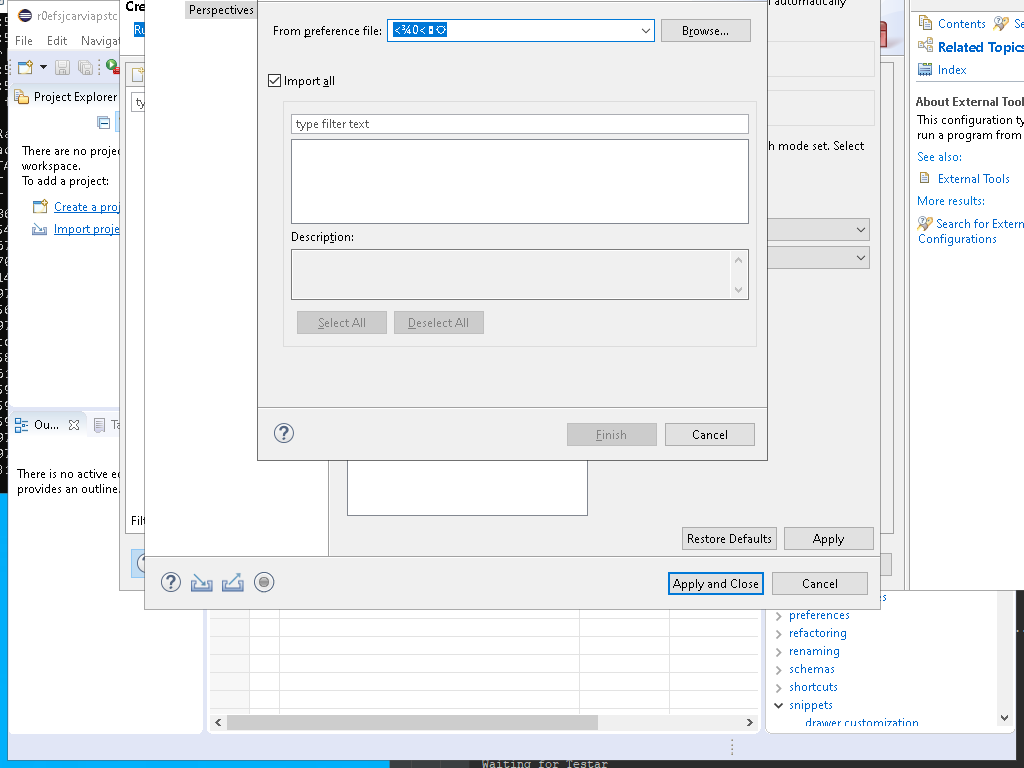 r0efsjcarviapstc
File Edit Navigat
Project Explorer
There are no proje
workspace.
To add a project:
Create a proj
Import proje
Ou...
Ta
There is no active ed
provides an outline.
Cre
Ru
ty
Filt
Perspectives
From preference file:
Browse...
Import all
type filter text
Description:
Select All
Deselect All
Finish
Cancel
automatically
h mode set. Select
Restore Defaults
Apply
Apply and Close
Cancel
Contents
Se
Related Topics
Index
About External Tool
This configuration ty
run a program from
See also:
External Tools
More results:
Search for Extern
Configurations
es
preferences
refactoring
renaming
schemas
shortcuts
snippets
drawer customization
Waiting for Testar